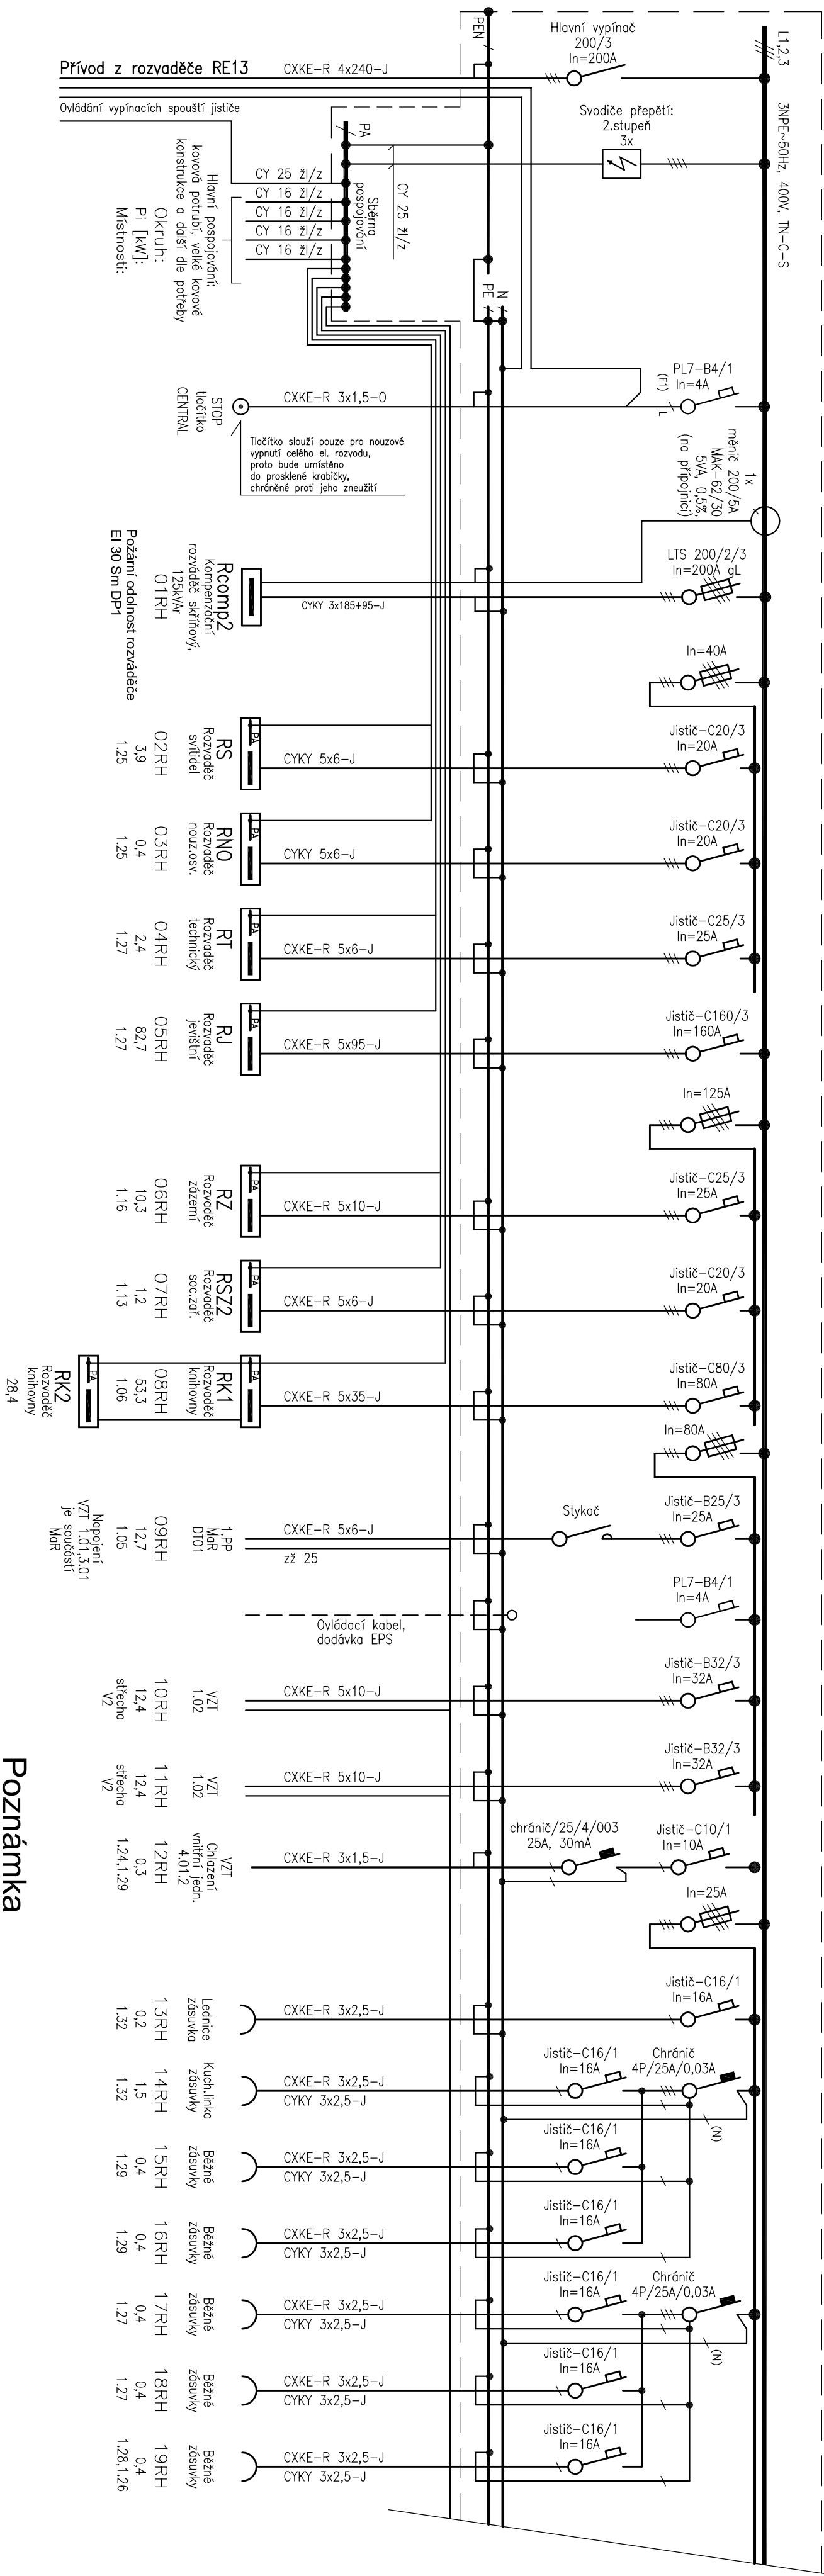 L1,2,3
3NPE~50Hz, 400V, TN-C-S
PEN
Hlavní vypínač
200/3
In=200A
Přívod z rozvaděče RE13
CXKE-R 4x240-J
Ovládání vypínacích spouští jističe
Svodiče přepětí:
2.stupeň
3x
PA
CY 25 žl/z
Sběrna
pospojování
CY 25 žl/z
CY 16 žl/z
CY 16 žl/z
CY 16 žl/z
CY 16 žl/z
Hlavní pospojování:
kovová potrubí, velké kovové
konstrukce a další dle potřeby
Okruh:
Pi [kW]:
Místnosti:
N
PE
PL7-B4/1
In=4A
(F1)
L
CXKE-R 3x1,5-O
STOP
tlačítko
CENTRAL
Tlačítko slouží pouze pro nouzové
vypnutí celého el. rozvodu,
proto bude umístěno
do prosklené krabičky,
chráněné proti jeho zneužití
1x
měnič 200/5A
MAK-62/30
5VA, 0,5%,
(na přípojnici)
LTS 200/2/3
In=200A gL
CYKY 3x185+95-J
Rcomp2
Kompenzační
rozváděč skříňový,
125kVAr
01RH
Požární odolnost rozváděče
EI 30 Sm DP1
In=40A
Jistič-C20/3
In=20A
CYKY 5x6-J
PA
RS
Rozvaděč
svítidel
02RH
3,9
1.25
Jistič-C20/3
In=20A
CYKY 5x6-J
PA
RNO
Rozvaděč
nouz.osv.
03RH
0,4
1.25
Jistič-C25/3
In=25A
CXKE-R 5x6-J
PA
RT
Rozvaděč
technický
04RH
2,4
1.27
Jistič-C160/3
In=160A
CXKE-R 5x95-J
PA
RJ
Rozvaděč
jevištní
05RH
82,7
1.27
In=125A
Jistič-C25/3
In=25A
CXKE-R 5x10-J
PA
RZ
Rozvaděč
zázemí
06RH
10,3
1.16
Jistič-C20/3
In=20A
CXKE-R 5x6-J
PA
RSZ2
Rozvaděč
soc.zař.
07RH
1,2
1.13
Jistič-C80/3
In=80A
CXKE-R 5x35-J
PA
RK1
Rozvaděč
knihovny
08RH
53,3
1.06
PA
RK2
Rozvaděč
knihovny
28,4
In=80A
Jistič-B25/3
In=25A
Stykač
CXKE-R 5x6-J
zž 25
1.PP
MaR
DT01
09RH
12,7
1.05
Napojení
VZT 1.01,3.01
je součástí
MaR
PL7-B4/1
In=4A
Ovládací kabel,
dodávka EPS
Jistič-B32/3
In=32A
CXKE-R 5x10-J
VZT
1.02
10RH
12,4
střecha
V2
Jistič-B32/3
In=32A
CXKE-R 5x10-J
VZT
1.02
11RH
12,4
střecha
V2
chránič/25/4/003
25A, 30mA
Jistič-C10/1
In=10A
CXKE-R 3x1,5-J
VZT
Chlazení
vnitřní jedn.
4.01.2
12RH
0,3
1.24,1.29
In=25A
Jistič-C16/1
In=16A
CXKE-R 3x2,5-J
Lednice
zásuvka
13RH
0,2
1.32
Chránič
4P/25A/0,03A
(N)
Jistič-C16/1
In=16A
CXKE-R 3x2,5-J
CYKY 3x2,5-J
Kuch.linka
zásuvky
14RH
1,5
1.32
Jistič-C16/1
In=16A
CXKE-R 3x2,5-J
CYKY 3x2,5-J
Běžné
zásuvky
15RH
0,4
1.29
Jistič-C16/1
In=16A
CXKE-R 3x2,5-J
CYKY 3x2,5-J
Běžné
zásuvky
16RH
0,4
1.29
Chránič
4P/25A/0,03A
(N)
Jistič-C16/1
In=16A
CXKE-R 3x2,5-J
CYKY 3x2,5-J
Běžné
zásuvky
17RH
0,4
1.27
Jistič-C16/1
In=16A
CXKE-R 3x2,5-J
CYKY 3x2,5-J
Běžné
zásuvky
18RH
0,4
1.27
Jistič-C16/1
In=16A
CXKE-R 3x2,5-J
CYKY 3x2,5-J
Běžné
zásuvky
19RH
0,4
1.28,1.26
Poznámka